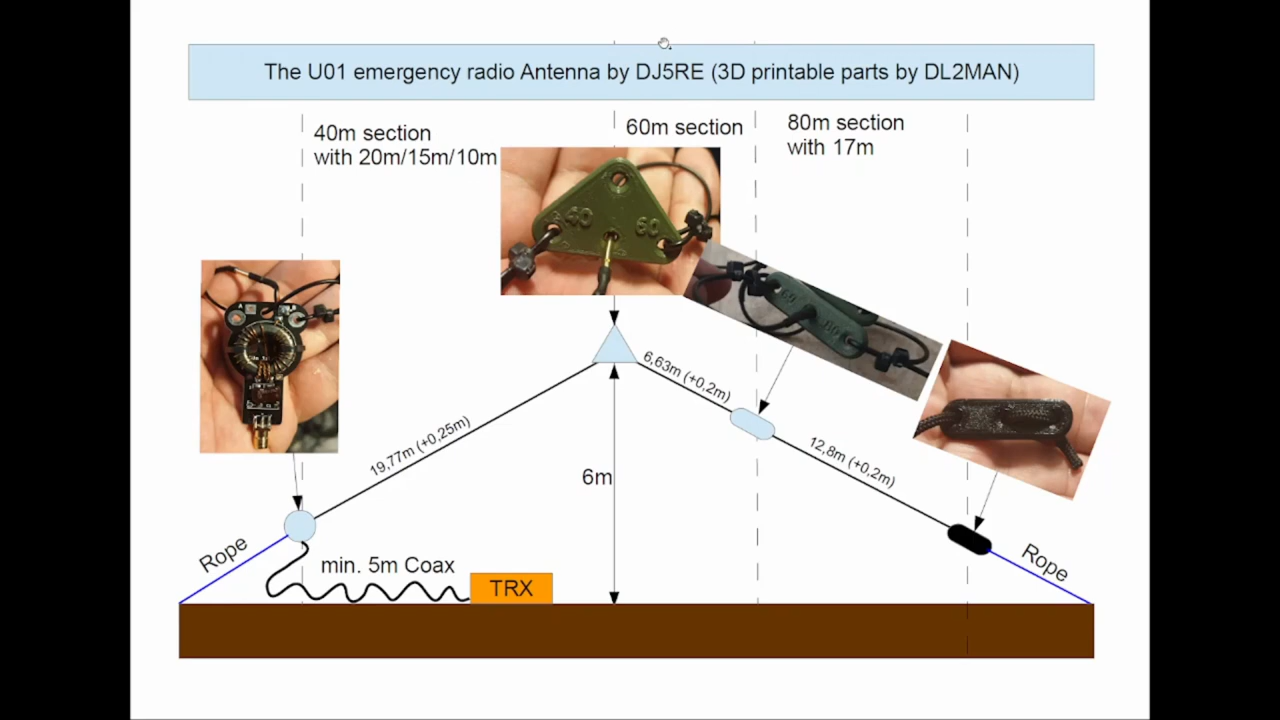 The U01 emergency radio Antenna by DJ5RE (3D printable parts by DL2MAN)
40m section
with 20m/15m/10m
60m section
80m section
with 17m
40
60
60
80
6,63m (+0,2m)
19,77m (+0,25m)
12,8m (+0,2m)
6m
Rope
min. 5m Coax
TRX
Rope